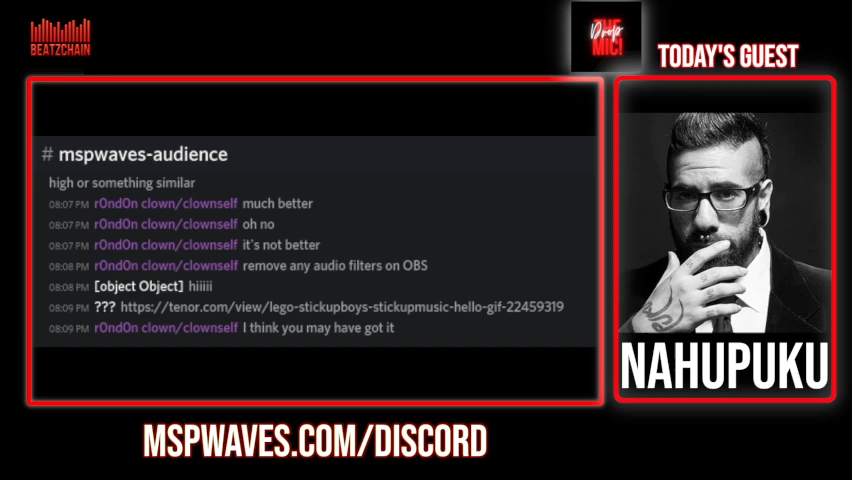 BEATZCHAIN
THE
Drop
MIC!
TODAY'S GUEST
# mspwaves-audience
high or something similar
08:07 PM r0nd0n clown/clownself much better
08:07 PM r0nd0n clown/clownself oh no
08:07 PM r0nd0n clown/clownself it's not better
08:08 PM r0nd0n clown/clownself remove any audio filters on OBS
08:08 PM [object Object] hiiiii
08:09 PM ??? https://tenor.com/view/lego-stickupboys-stickupmusic-hello-gif-22459319
08:09 PM r0nd0n clown/clownself I think you may have got it
NAHUPUKU
MSPWAVES.COM/DISCORD